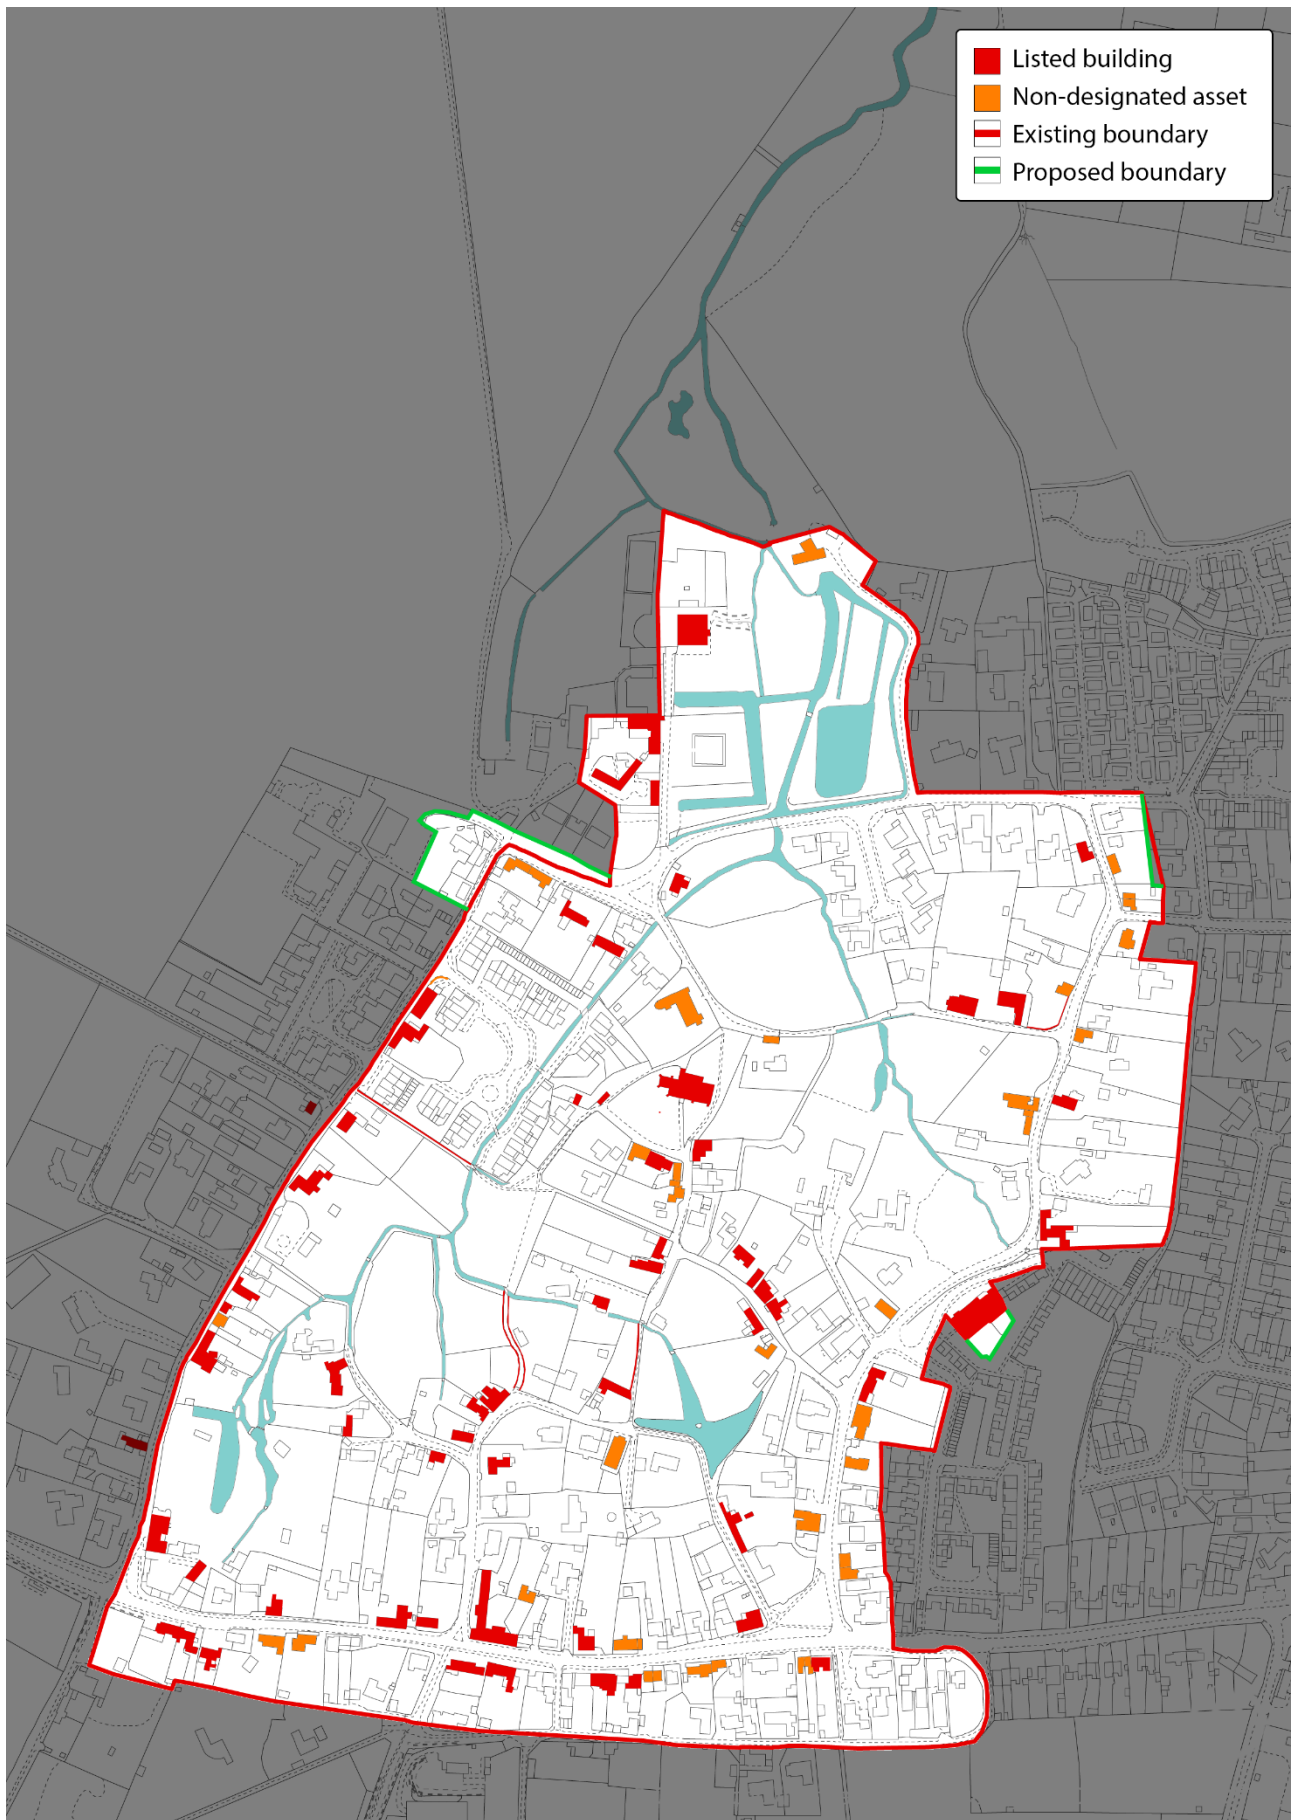 Listed building
Non-designated asset
Existing boundary
Proposed boundary